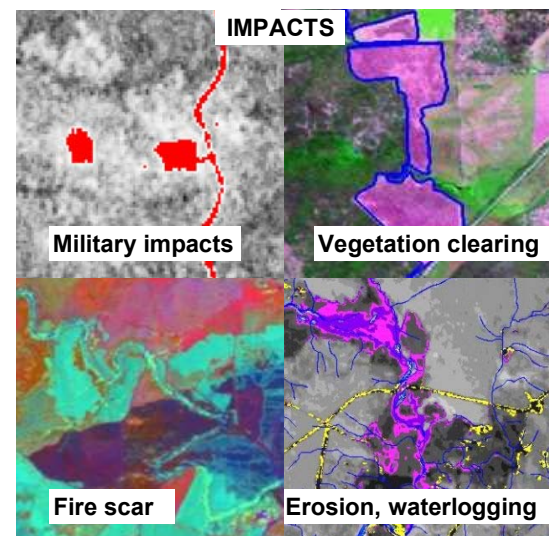 IMPACTS
Military impacts
Vegetation clearing
Fire scar
Erosion, waterlogging